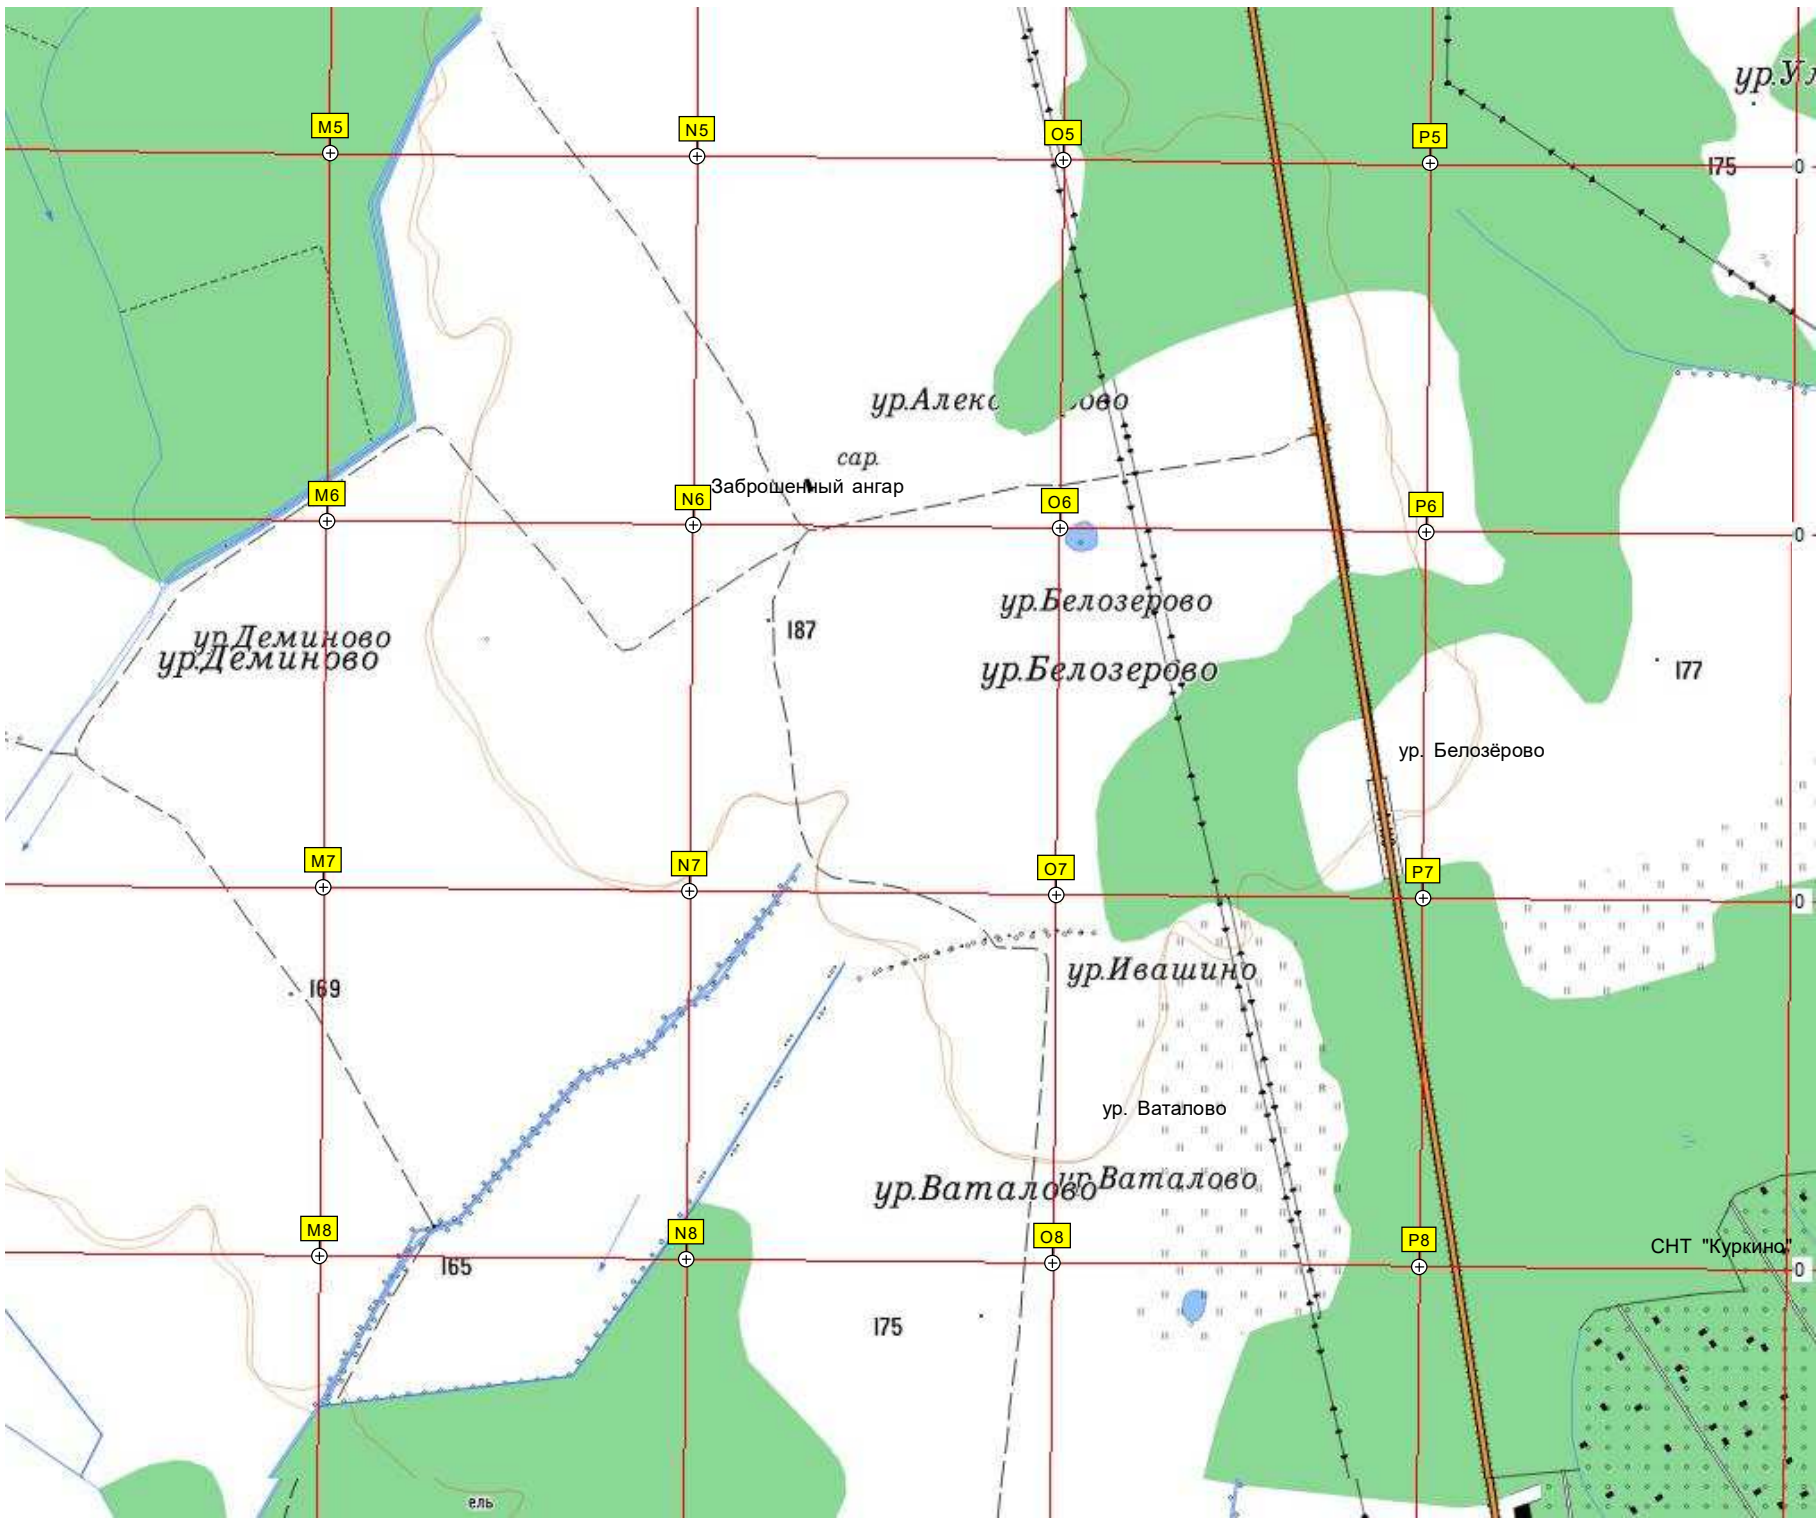 ур.Ул
M5
N5
O5
P5
175
0
ур.Алекс
ово
сар.
Заброшенный ангар
M6
N6
O6
P6
0
ур.Белозерово
187
ур.Деминово
ур.Деминово
ур.Белозерово
177
ур. Белозёрово
M7
N7
O7
P7
0
ур.Ивашино
169
ур. Ваталово
ур.Ваталово
ур.Ваталово
M8
N8
O8
P8
СНТ "Куркино"
165
0
175
ель